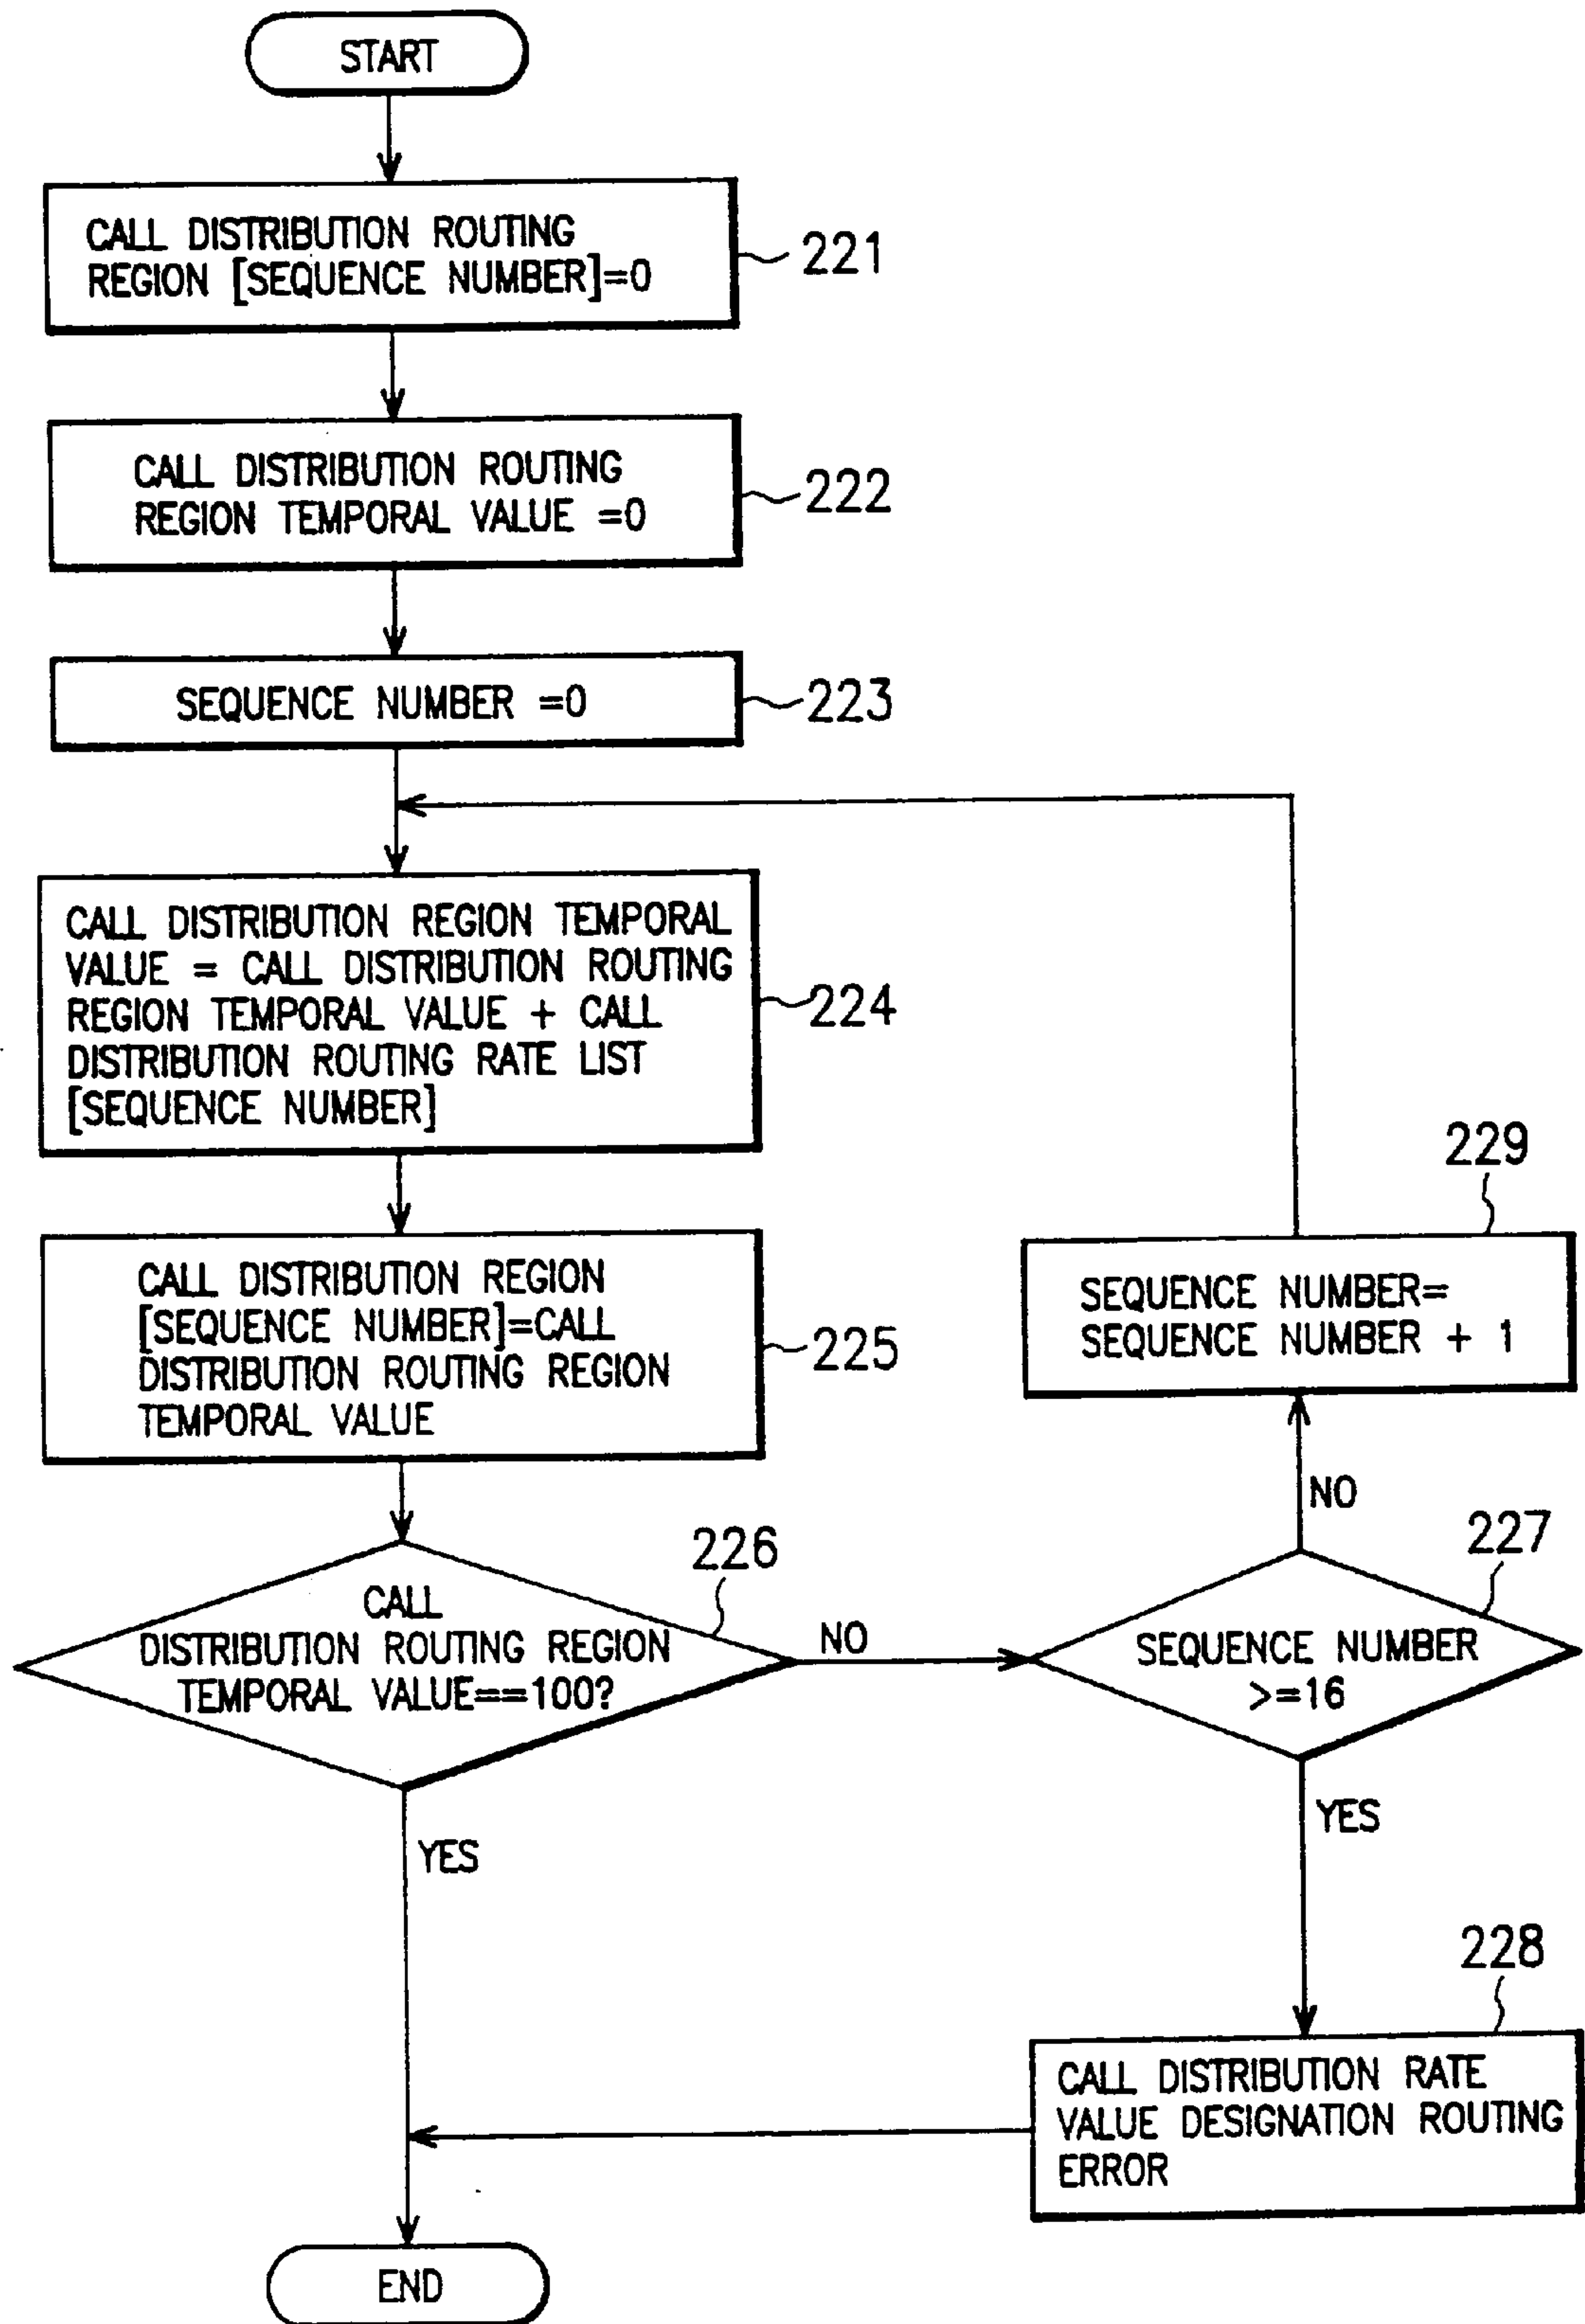 START
CALL DISTRIBUTION ROUTING
REGION [SEQUENCE NUMBER]=0
221
CALL DISTRIBUTION ROUTING
REGION TEMPORAL VALUE =0
222
SEQUENCE NUMBER =0
223
CALL DISTRIBUTION REGION TEMPORAL
VALUE = CALL DISTRIBUTION ROUTING
REGION TEMPORAL VALUE + CALL
DISTRIBUTION ROUTING RATE LIST
[SEQUENCE NUMBER]
224
CALL DISTRIBUTION REGION
[SEQUENCE NUMBER]=CALL
DISTRIBUTION ROUTING REGION
TEMPORAL VALUE
225
229
SEQUENCE NUMBER=
SEQUENCE NUMBER + 1
NO
226
CALL
DISTRIBUTION ROUTING REGION
TEMPORAL VALUE==100?
NO
227
SEQUENCE NUMBER
>=16
YES
YES
228
CALL DISTRIBUTION RATE
VALUE DESIGNATION ROUTING
ERROR
END